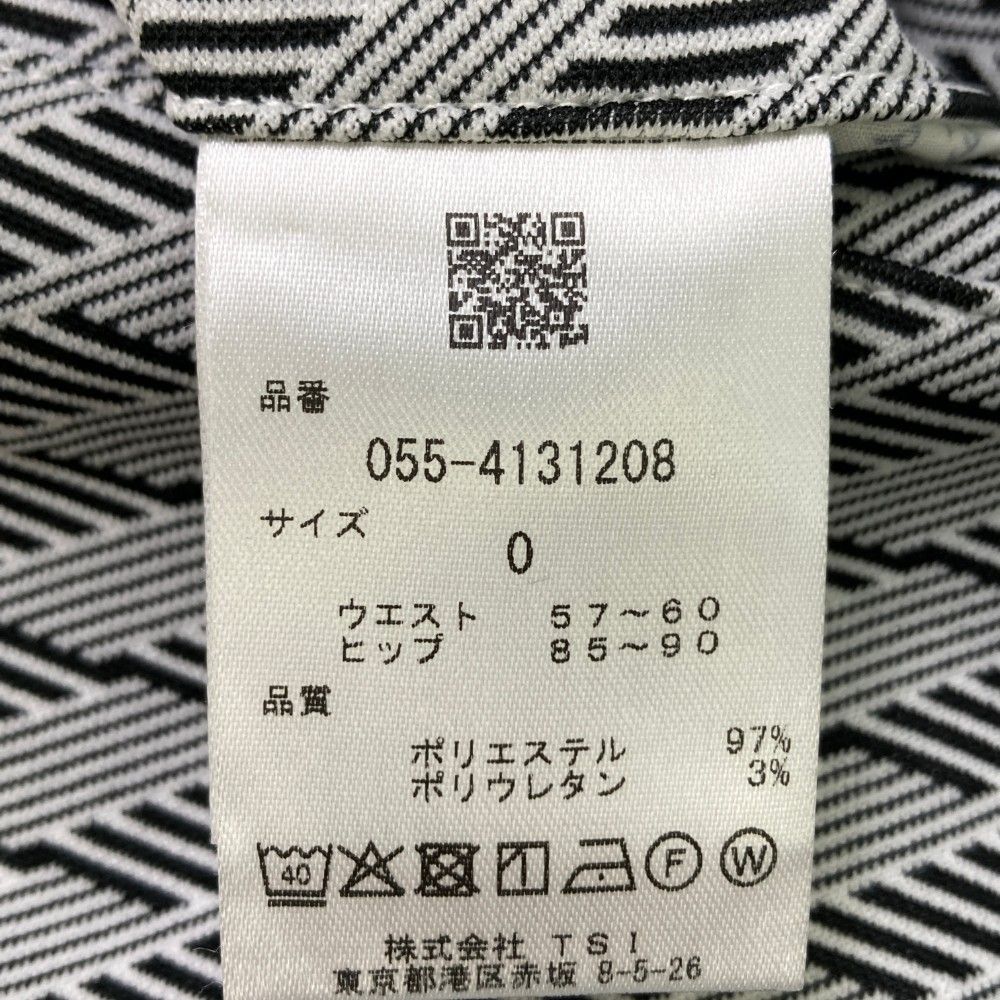 品番
055-4131208
サイズ
0
ウエスト 57～60
ヒップ 85～90
品質
ポリエステル 97%
ポリウレタン 3%
40 F W
株式会社 TSI
東京都港区赤坂 8-5-26